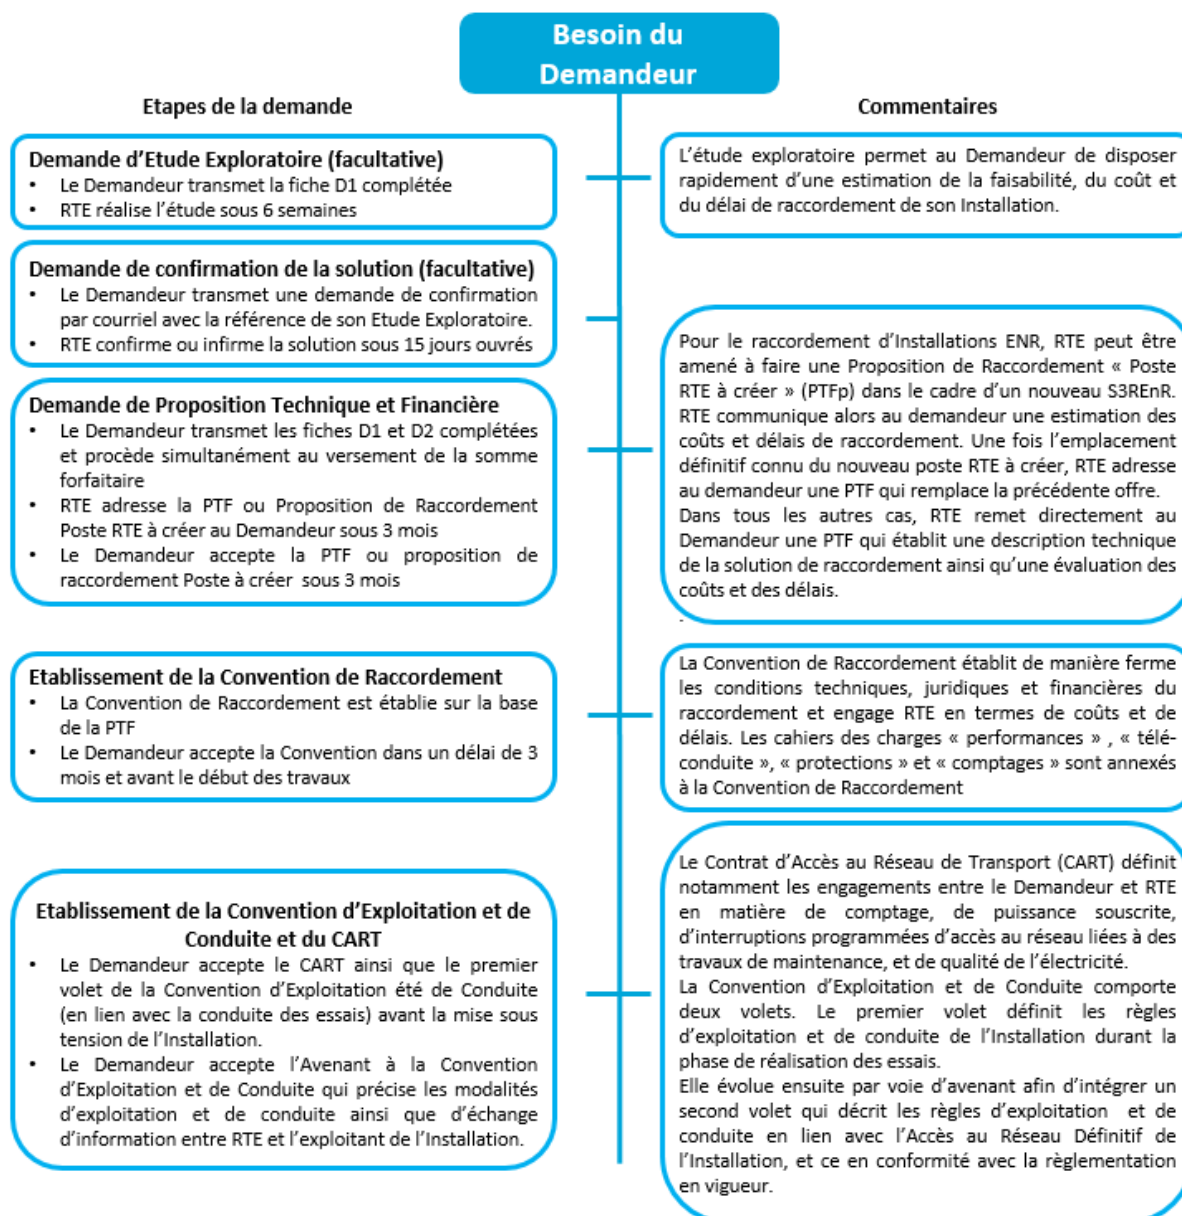 Besoin du
Demandeur
Etapes de la demande
Commentaires
Demande d’Etude Exploratoire (facultative)
• Le Demandeur transmet la fiche D1 complétée
• RTE réalise l’étude sous 6 semaines
L’étude exploratoire permet au Demandeur de disposer
rapidement d’une estimation de la faisabilité, du coût et
du délai de raccordement de son Installation.
Demande de confirmation de la solution (facultative)
• Le Demandeur transmet une demande de confirmation
par courriel avec la référence de son Etude Exploratoire.
• RTE confirme ou infirme la solution sous 15 jours ouvrés
Demande de Proposition Technique et Financière
• Le Demandeur transmet les fiches D1 et D2 complétées
et procède simultanément au versement de la somme
forfaitaire
• RTE adresse la PTF ou Proposition de Raccordement
Poste RTE à créer au Demandeur sous 3 mois
• Le Demandeur accepte la PTF ou proposition de
raccordement Poste à créer sous 3 mois
Pour le raccordement d’Installations ENR, RTE peut être
amené à faire une Proposition de Raccordement « Poste
RTE à créer » (PTFp) dans le cadre d’un nouveau S3REnR.
RTE communique alors au demandeur une estimation des
coûts et délais de raccordement. Une fois l’emplacement
définitif connu du nouveau poste RTE à créer, RTE adresse
au demandeur une PTF qui remplace la précédente offre.
Dans tous les autres cas, RTE remet directement au
Demandeur une PTF qui établit une description technique
de la solution de raccordement ainsi qu’une évaluation des
coûts et des délais.
.
Etablissement de la Convention de Raccordement
• La Convention de Raccordement est établie sur la base
de la PTF
• Le Demandeur accepte la Convention dans un délai de 3
mois et avant le début des travaux
La Convention de Raccordement établit de manière ferme
les conditions techniques, juridiques et financières du
raccordement et engage RTE en termes de coûts et de
délais. Les cahiers des charges « performances » , « télé-
conduite », « protections » et « comptages » sont annexés
à la Convention de Raccordement
Etablissement de la Convention d’Exploitation et de
Conduite et du CART
• Le Demandeur accepte le CART ainsi que le premier
volet de la Convention d’Exploitation été de Conduite
(en lien avec la conduite des essais) avant la mise sous
tension de l’Installation.
• Le Demandeur accepte l’Avenant à la Convention
d’Exploitation et de Conduite qui précise les modalités
d’exploitation et de conduite ainsi que d’échange
d’information entre RTE et l’exploitant de l’Installation.
Le Contrat d’Accès au Réseau de Transport (CART) définit
notamment les engagements entre le Demandeur et RTE
en matière de comptage, de puissance souscrite,
d’interruptions programmées d’accès au réseau liées à des
travaux de maintenance, et de qualité de l’électricité.
La Convention d’Exploitation et de Conduite comporte
deux volets. Le premier volet définit les règles
d’exploitation et de conduite de l’Installation durant la
phase de réalisation des essais.
Elle évolue ensuite par voie d’avenant afin d’intégrer un
second volet qui décrit les règles d’exploitation et de
conduite en lien avec l’Accès au Réseau Définitif de
l’Installation, et ce en conformité avec la règlementation
en vigueur.